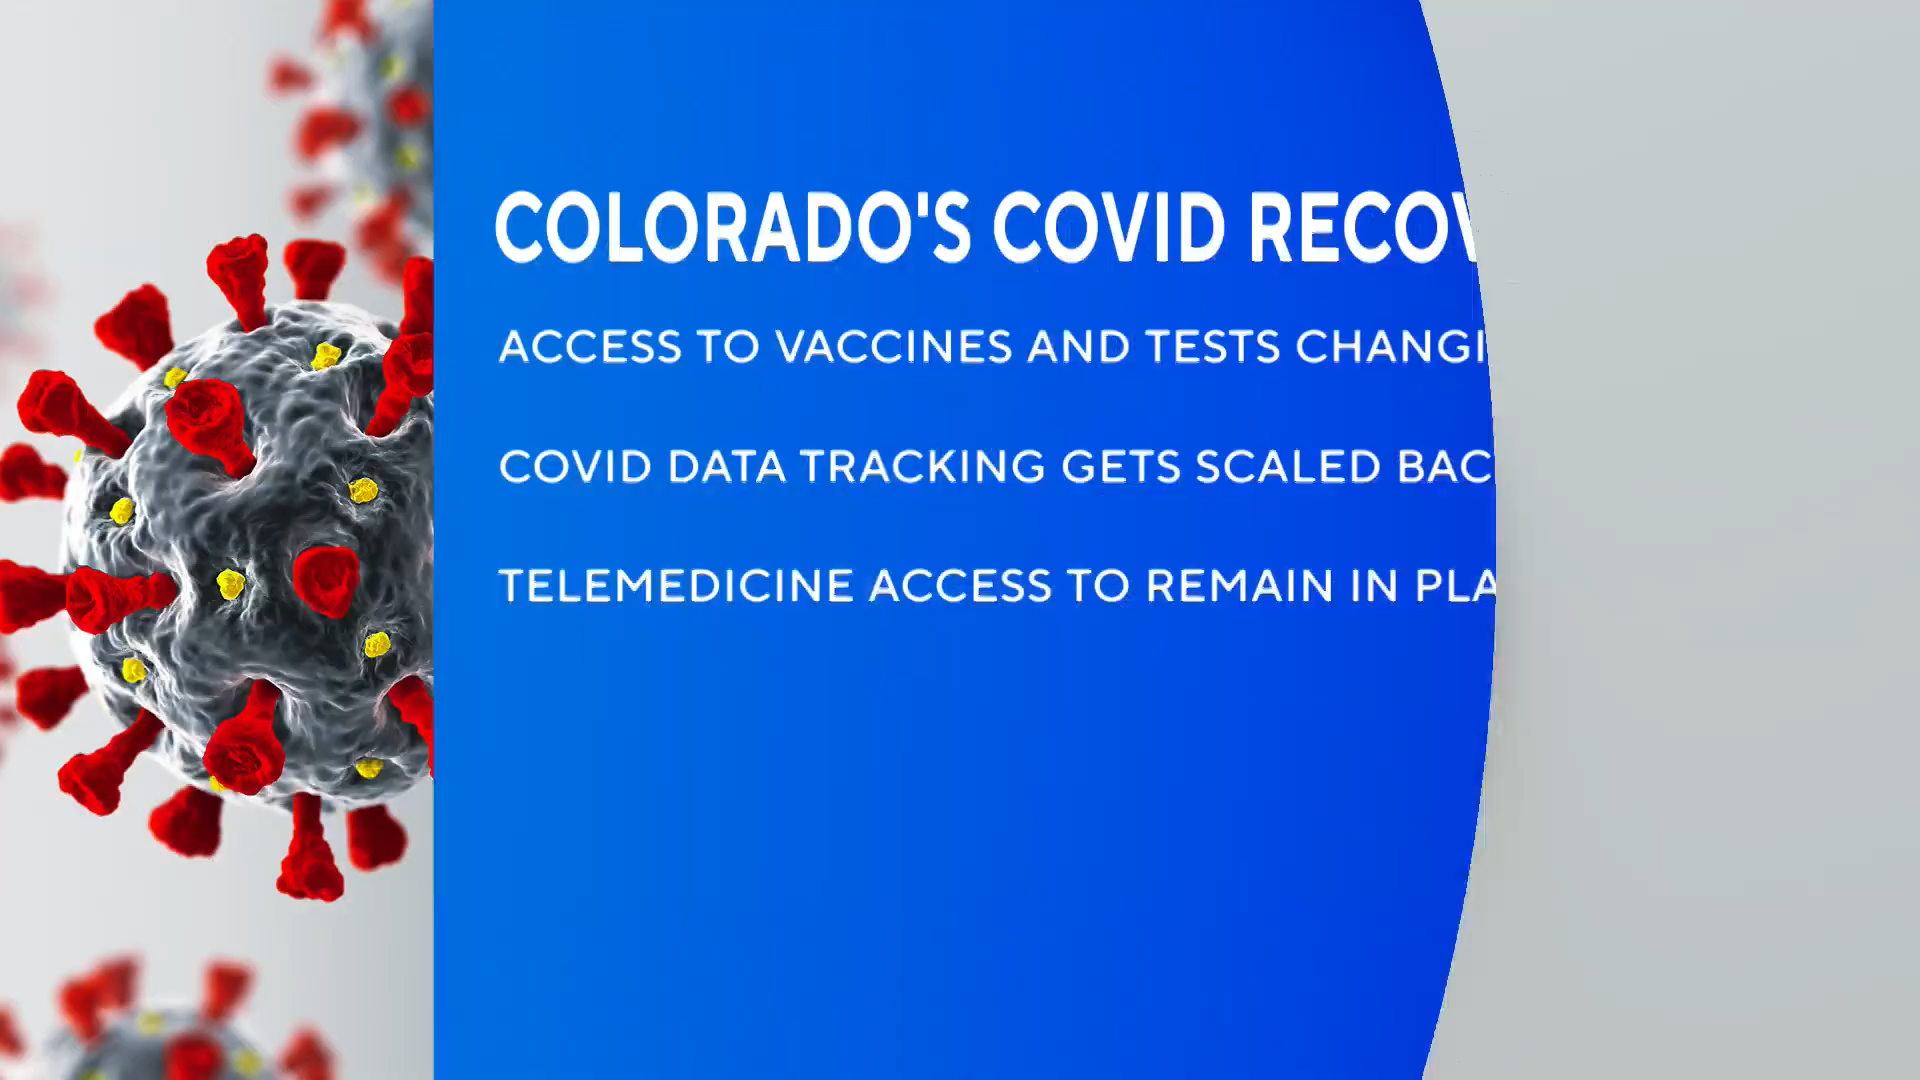 COLORADO'S COVID RECOV
ACCESS TO VACCINES AND TESTS CHANGI
COVID DATA TRACKING GETS SCALED BAC
TELEMEDICINE ACCESS TO REMAIN IN PLA